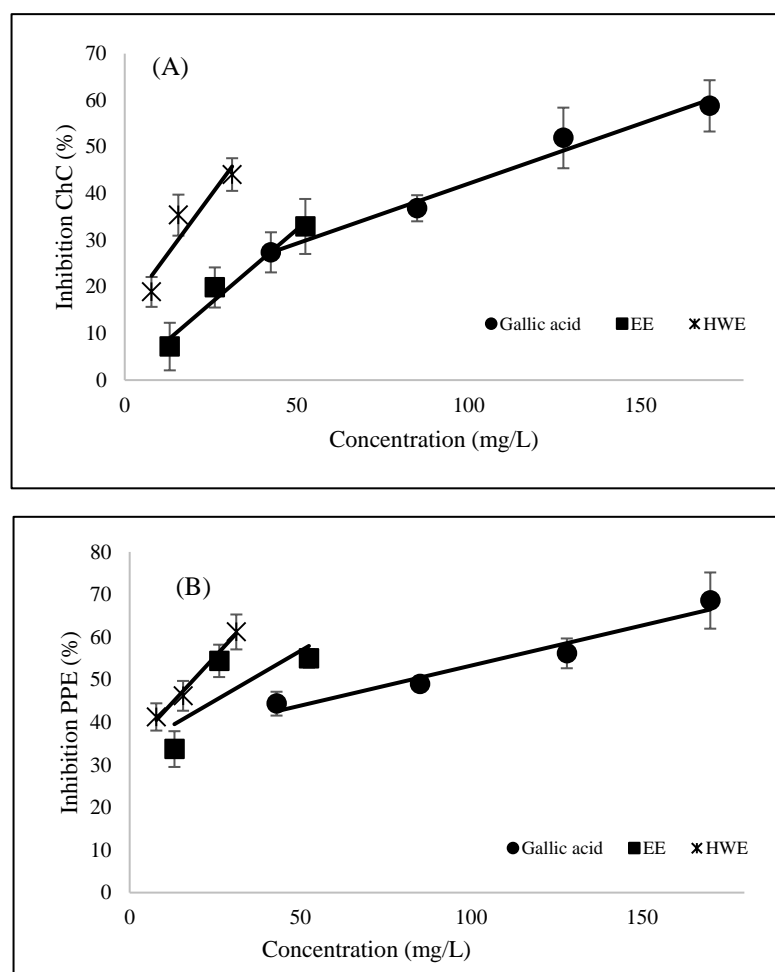 (A)
Inhibition ChC (%)
70
60
50
40
30
20
10
0
Gallic acid EE HWE
0 50 100 150
Concentration (mg/L)
(B)
Inhibition PPE (%)
80
70
60
50
40
30
20
10
0
Gallic acid EE HWE
0 50 100 150
Concentration (mg/L)